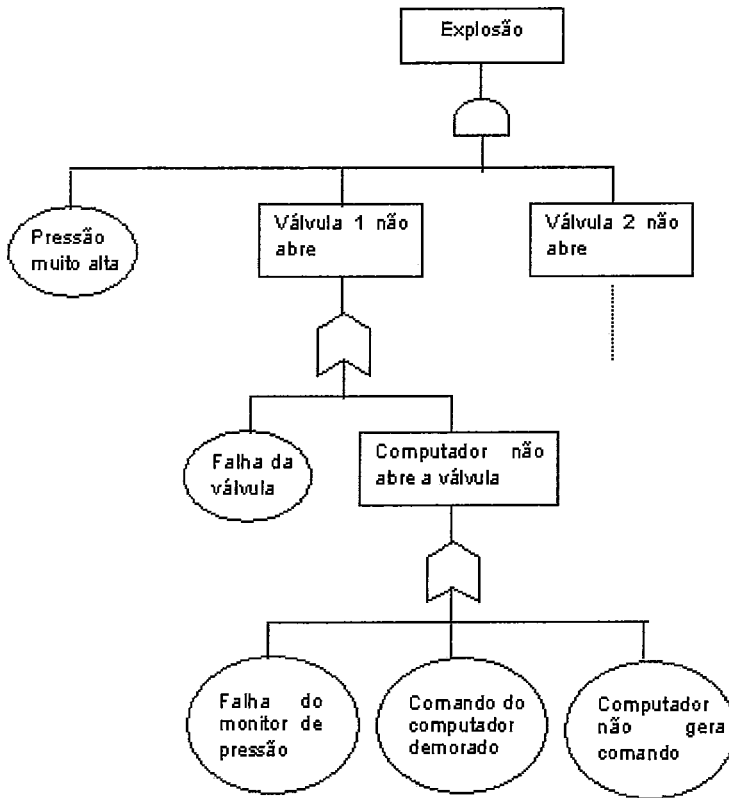 Explosão
Pressão
muito alta
Válvula 1 não
abre
Válvula 2 não
abre
Falha da
válvula
Computador não
abre a válvula
Falha do
monitor de
pressão
Comando do
computador
demorado
Computador
não gera
comando